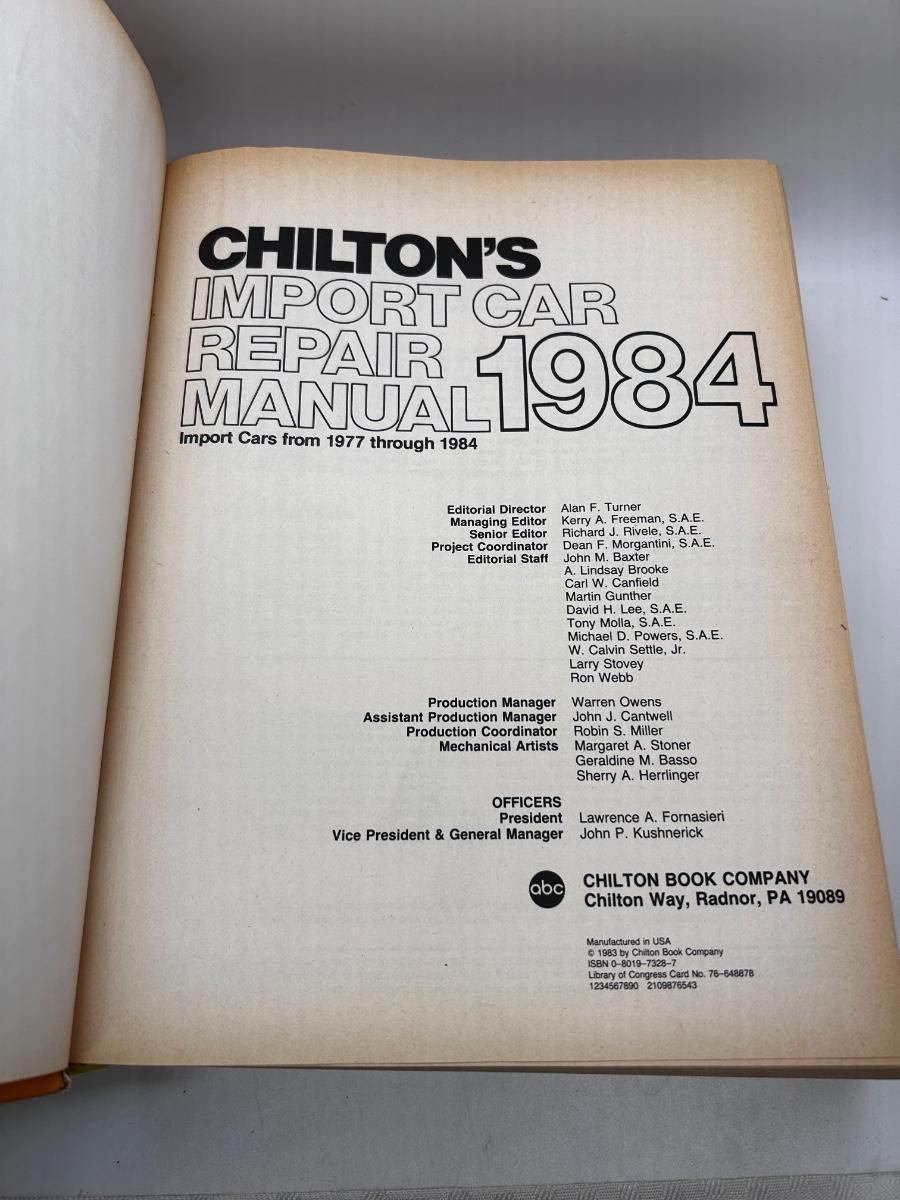 CHILTON'S
IMPORT CAR
REPAIR
MANUAL 1984
Import Cars from 1977 through 1984
Editorial Director Alan F. Turner
Managing Editor Kerry A. Freeman, S.A.E.
Senior Editor Richard J. Rivele, S.A.E.
Project Coordinator Dean F. Morgantini, S.A.E.
Editorial Staff John M. Baxter
A. Lindsay Brooke
Carl W. Canfield
Martin Gunther
David H. Lee, S.A.E.
Tony Molla, S.A.E.
Michael D. Powers, S.A.E.
W. Calvin Settle, Jr.
Larry Stovey
Ron Webb
Production Manager Warren Owens
Assistant Production Manager John J. Cantwell
Production Coordinator Robin S. Miller
Mechanical Artists Margaret A. Stoner
Geraldine M. Basso
Sherry A. Herrlinger
OFFICERS
President Lawrence A. Fornasieri
Vice President & General Manager John P. Kushnerick
abc CHILTON BOOK COMPANY
Chilton Way, Radnor, PA 19089
Manufactured in USA
© 1983 by Chilton Book Company
ISBN 0-8019-7328-7
Library of Congress Card No. 76-648878
1234567890 2109876543